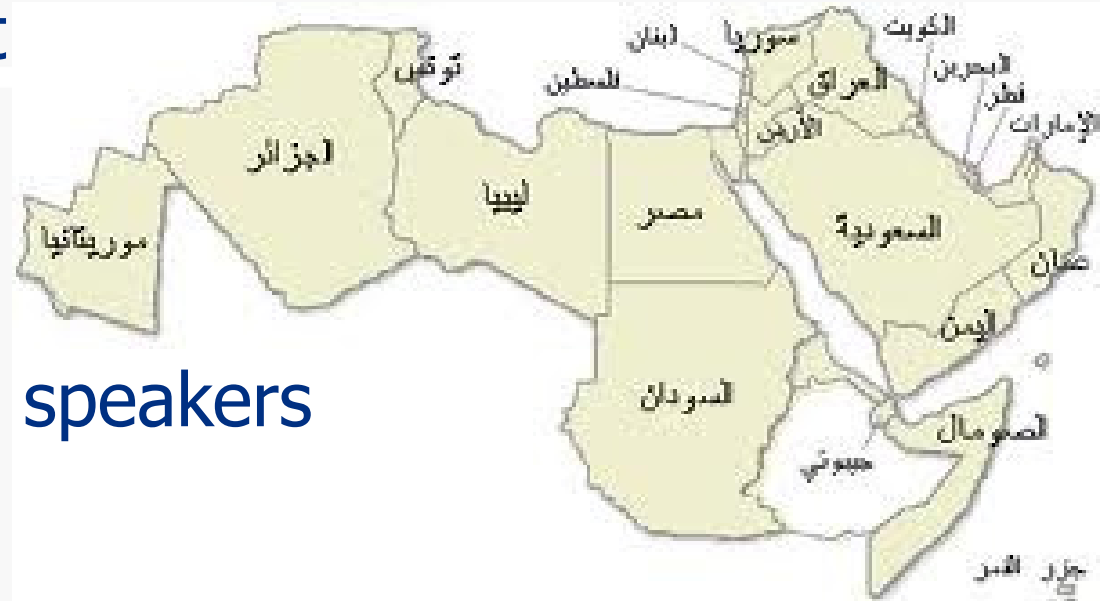 سوريا
الكويت
لبنان
توتس
العراق
البحرين
فلسطين
قطر
الإمارات
الأردن
الجزائر
ليبيا
مصر
السعودية
موريتانيا
عمان
اليمن
speakers
السودان
الصومال
جيبوتي
جزر القمر